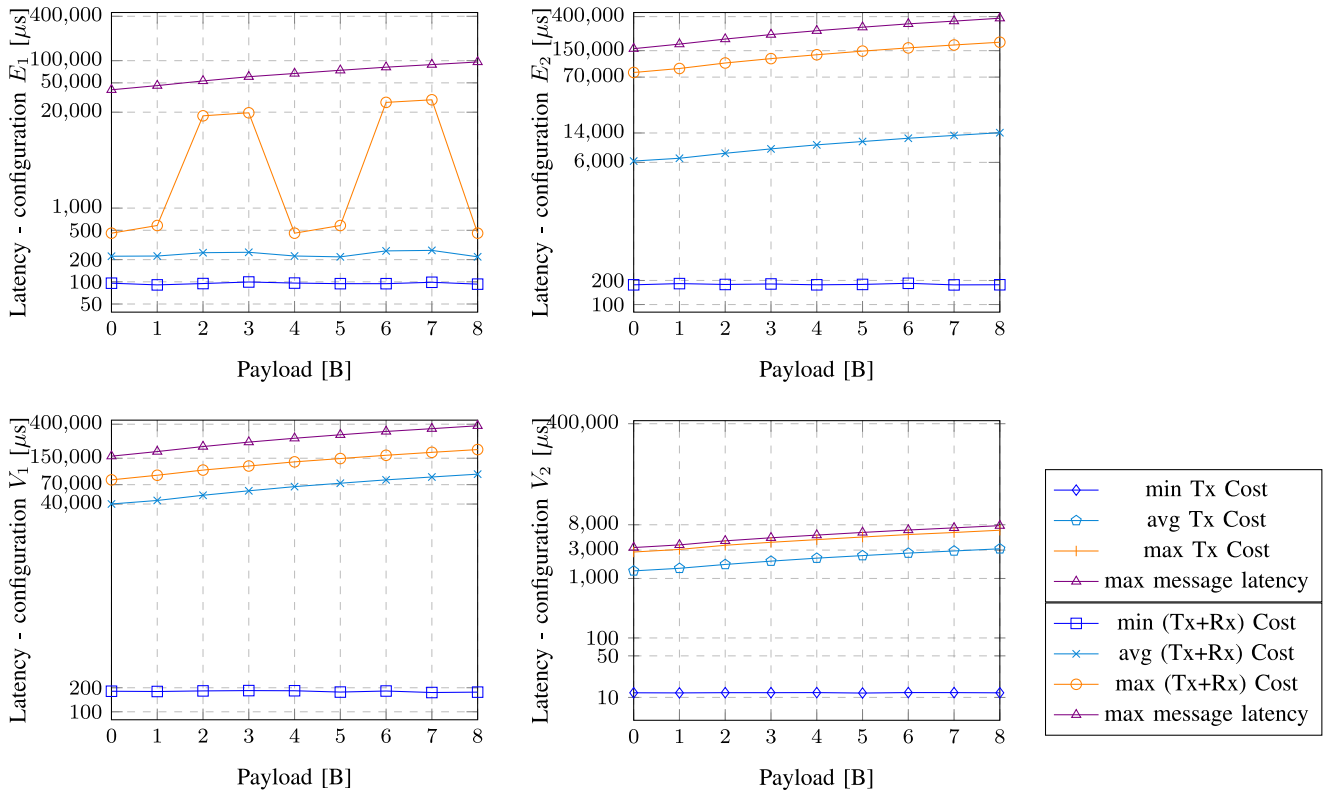 Latency - configuration E1 [μs]
400,000
100,000
50,000
20,000
1,000
500
200
100
50
0 1 2 3 4 5 6 7 8
Payload [B]
Latency - configuration E2 [μs]
400,000
150,000
70,000
14,000
6,000
200
100
0 1 2 3 4 5 6 7 8
Payload [B]
Latency - configuration V1 [μs]
400,000
150,000
70,000
40,000
200
100
0 1 2 3 4 5 6 7 8
Payload [B]
Latency - configuration V2 [μs]
400,000
8,000
3,000
1,000
100
50
10
0 1 2 3 4 5 6 7 8
Payload [B]
min Tx Cost
avg Tx Cost
max Tx Cost
max message latency
min (Tx+Rx) Cost
avg (Tx+Rx) Cost
max (Tx+Rx) Cost
max message latency